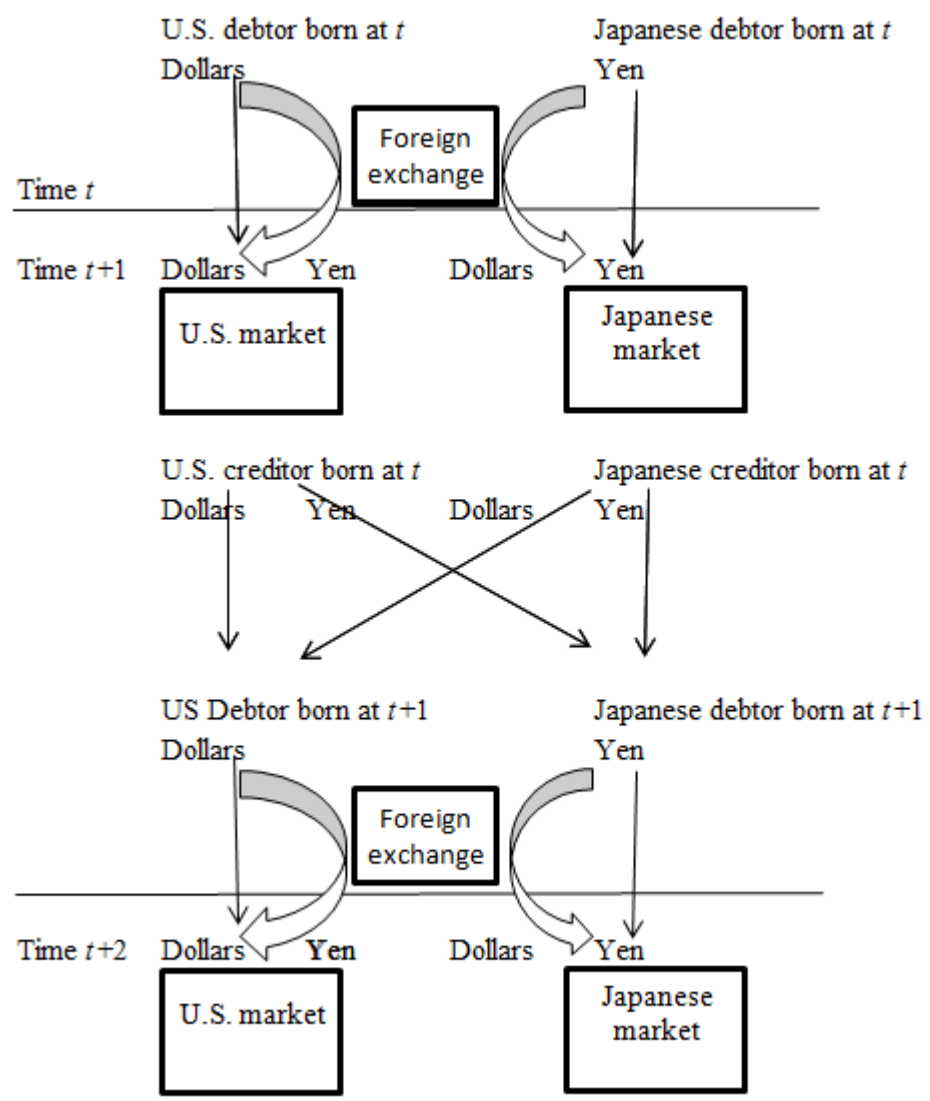 U.S. debtor born at t Japanese debtor born at t
Dollars Yen
Foreign
exchange
Time t
Time t+1 Dollars Yen Dollars Yen
U.S. market
Japanese
market
U.S. creditor born at t Japanese creditor born at t
Dollars Yen Dollars Yen
US Debtor born at t+1 Japanese debtor born at t+1
Dollars Yen
Foreign
exchange
Time t+2 Dollars Yen Dollars Yen
U.S. market
Japanese
market